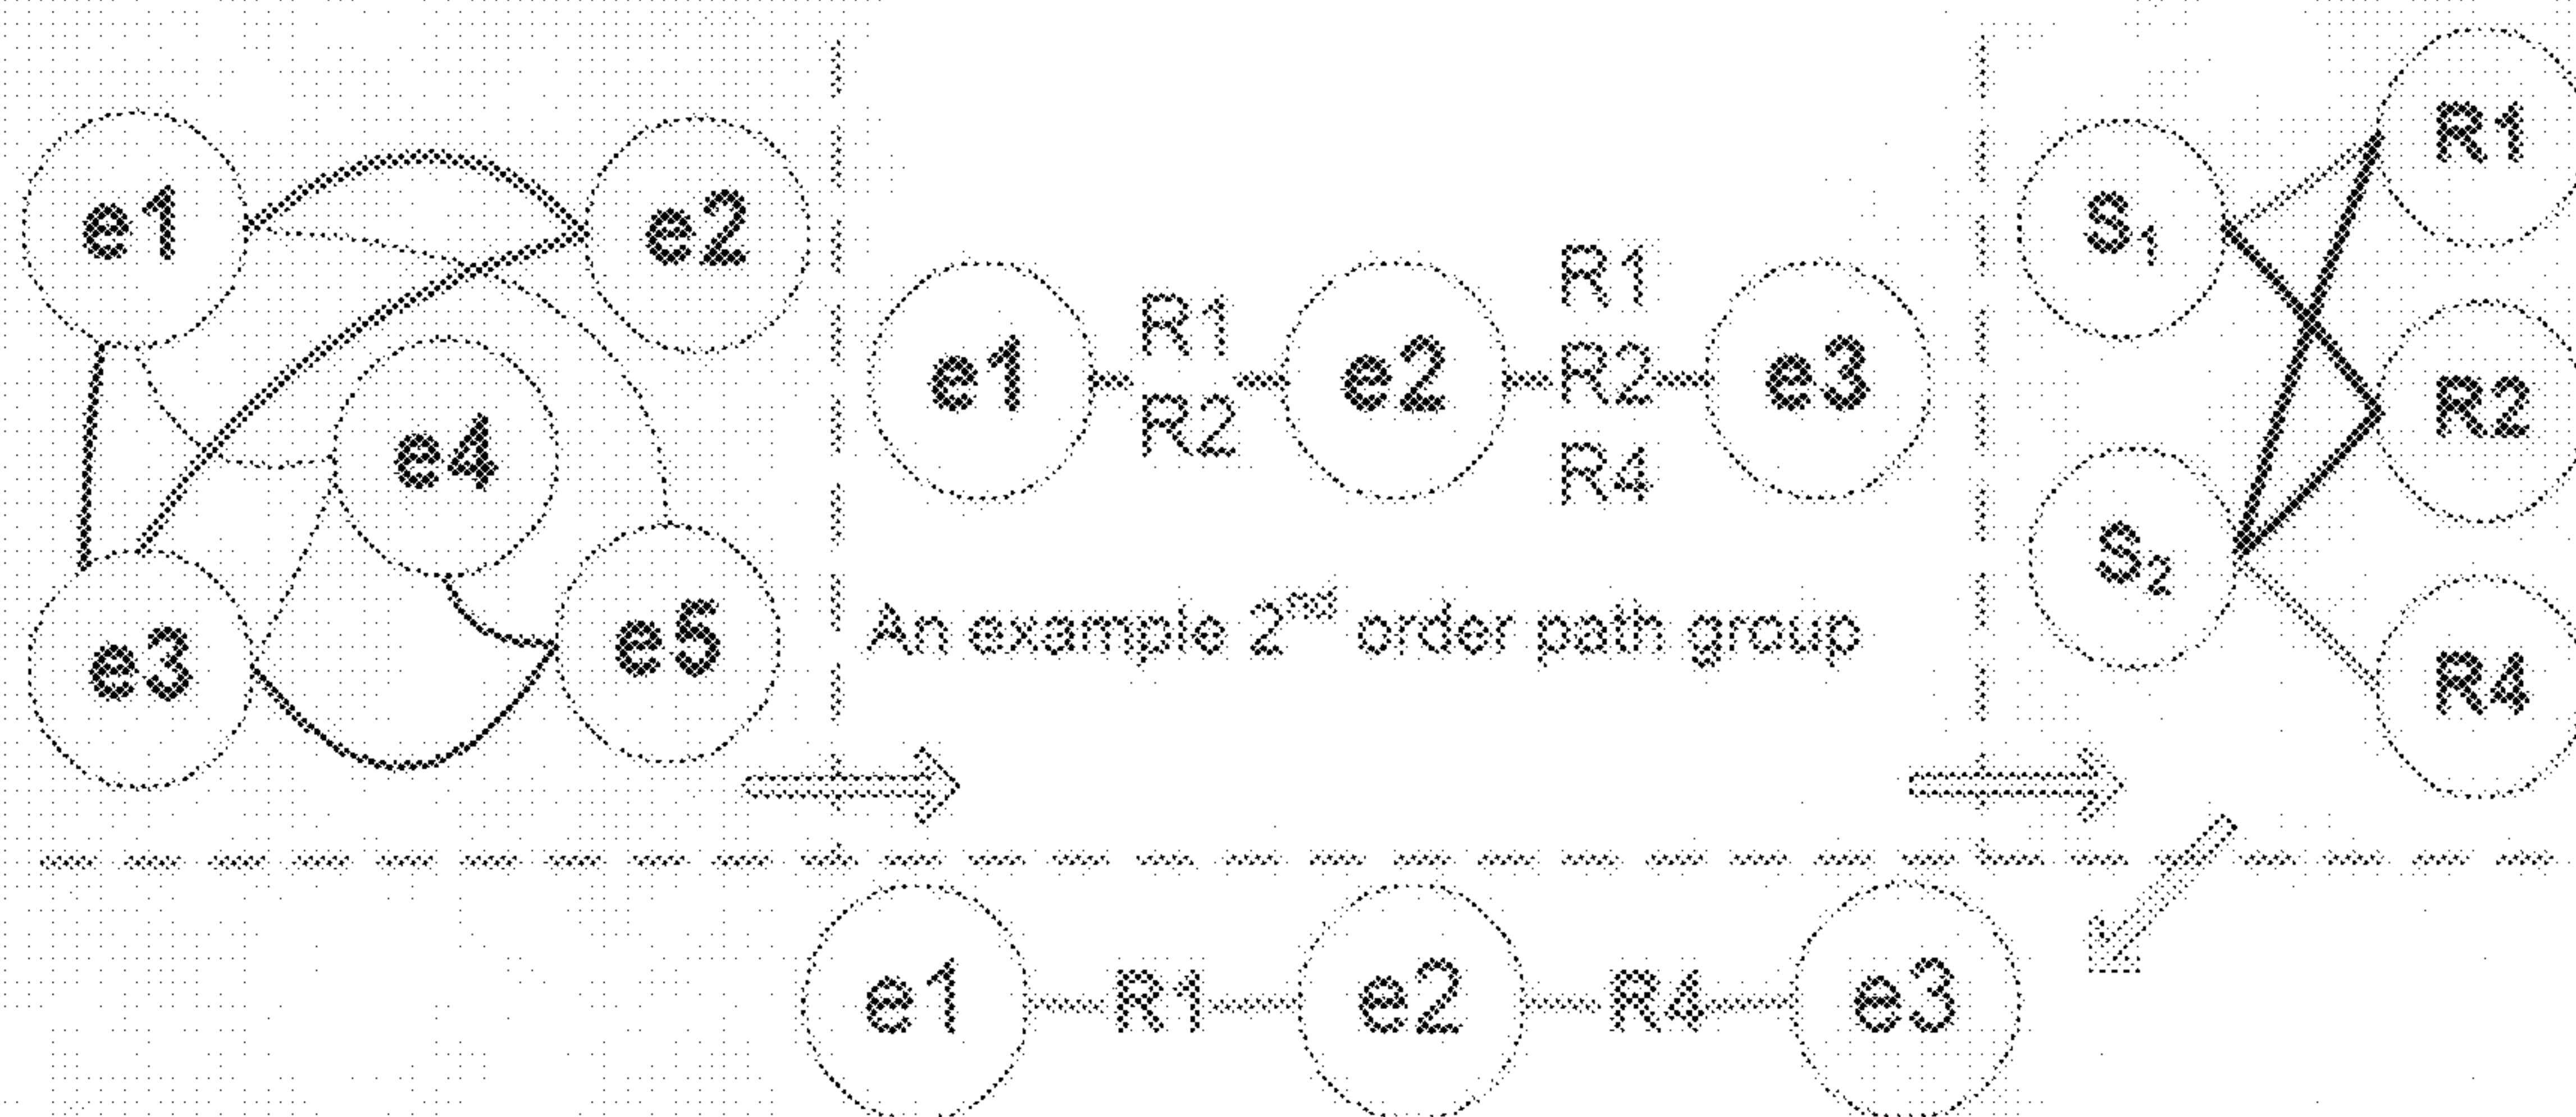 e1
e2
e4
e3
e5
e1
R1
R2
e2
R1
R2
R4
e3
An example 2nd order path group
S1
S2
R1
R2
R4
e1
R1
e2
R4
e3